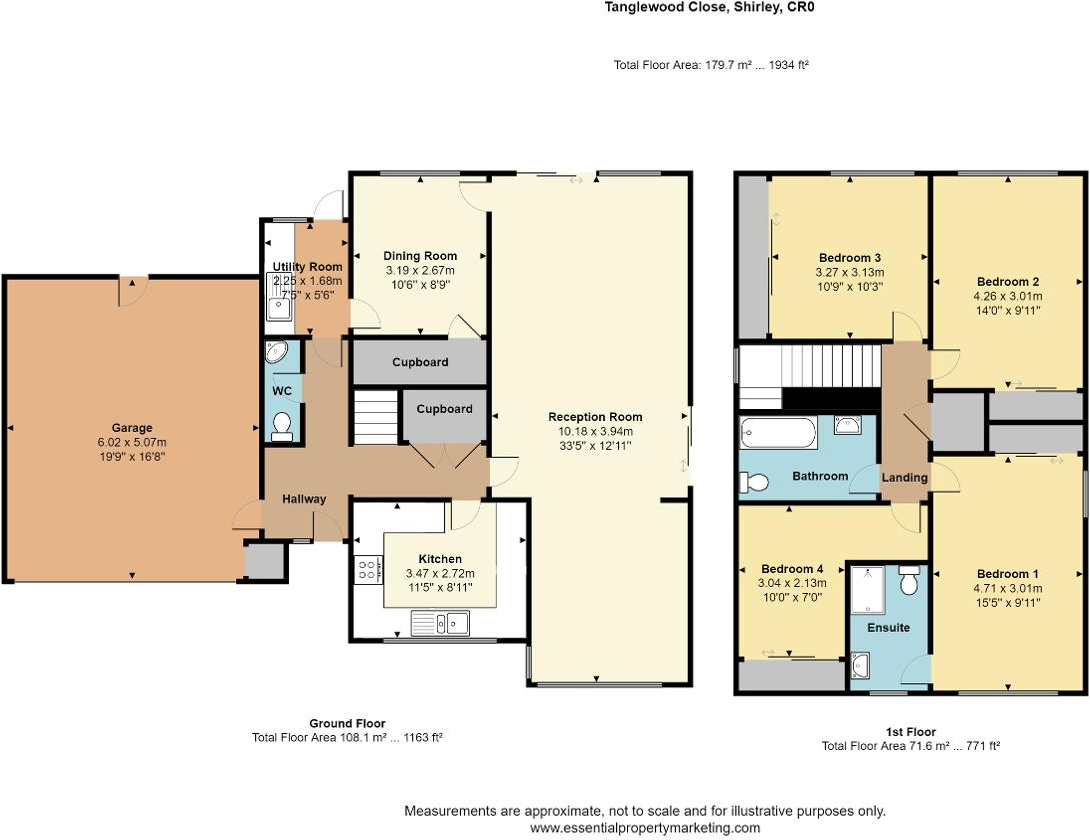 Tanglewood Close, Shirley, CR0
Total Floor Area: 179.7 m² ... 1934 ft²
Utility Room
2.25 x 1.68m
7'5" x 5'6"
Dining Room
3.19 x 2.67m
10'6" x 8'9"
Cupboard
Cupboard
WC
Garage
6.02 x 5.07m
19'9" x 16'8"
Reception Room
10.18 x 3.94m
33'5" x 12'11"
Hallway
Kitchen
3.47 x 2.72m
11'5" x 8'11"
Ground Floor
Total Floor Area 108.1 m² ... 1163 ft²
Bedroom 3
3.27 x 3.13m
10'9" x 10'3"
Bedroom 2
4.26 x 3.01m
14'0" x 9'11"
Bathroom
Landing
Bedroom 4
3.04 x 2.13m
10'0" x 7'0"
Bedroom 1
4.71 x 3.01m
15'5" x 9'11"
Ensuite
1st Floor
Total Floor Area 71.6 m² ... 771 ft²
Measurements are approximate, not to scale and for illustrative purposes only.
www.essentialpropertymarketing.com